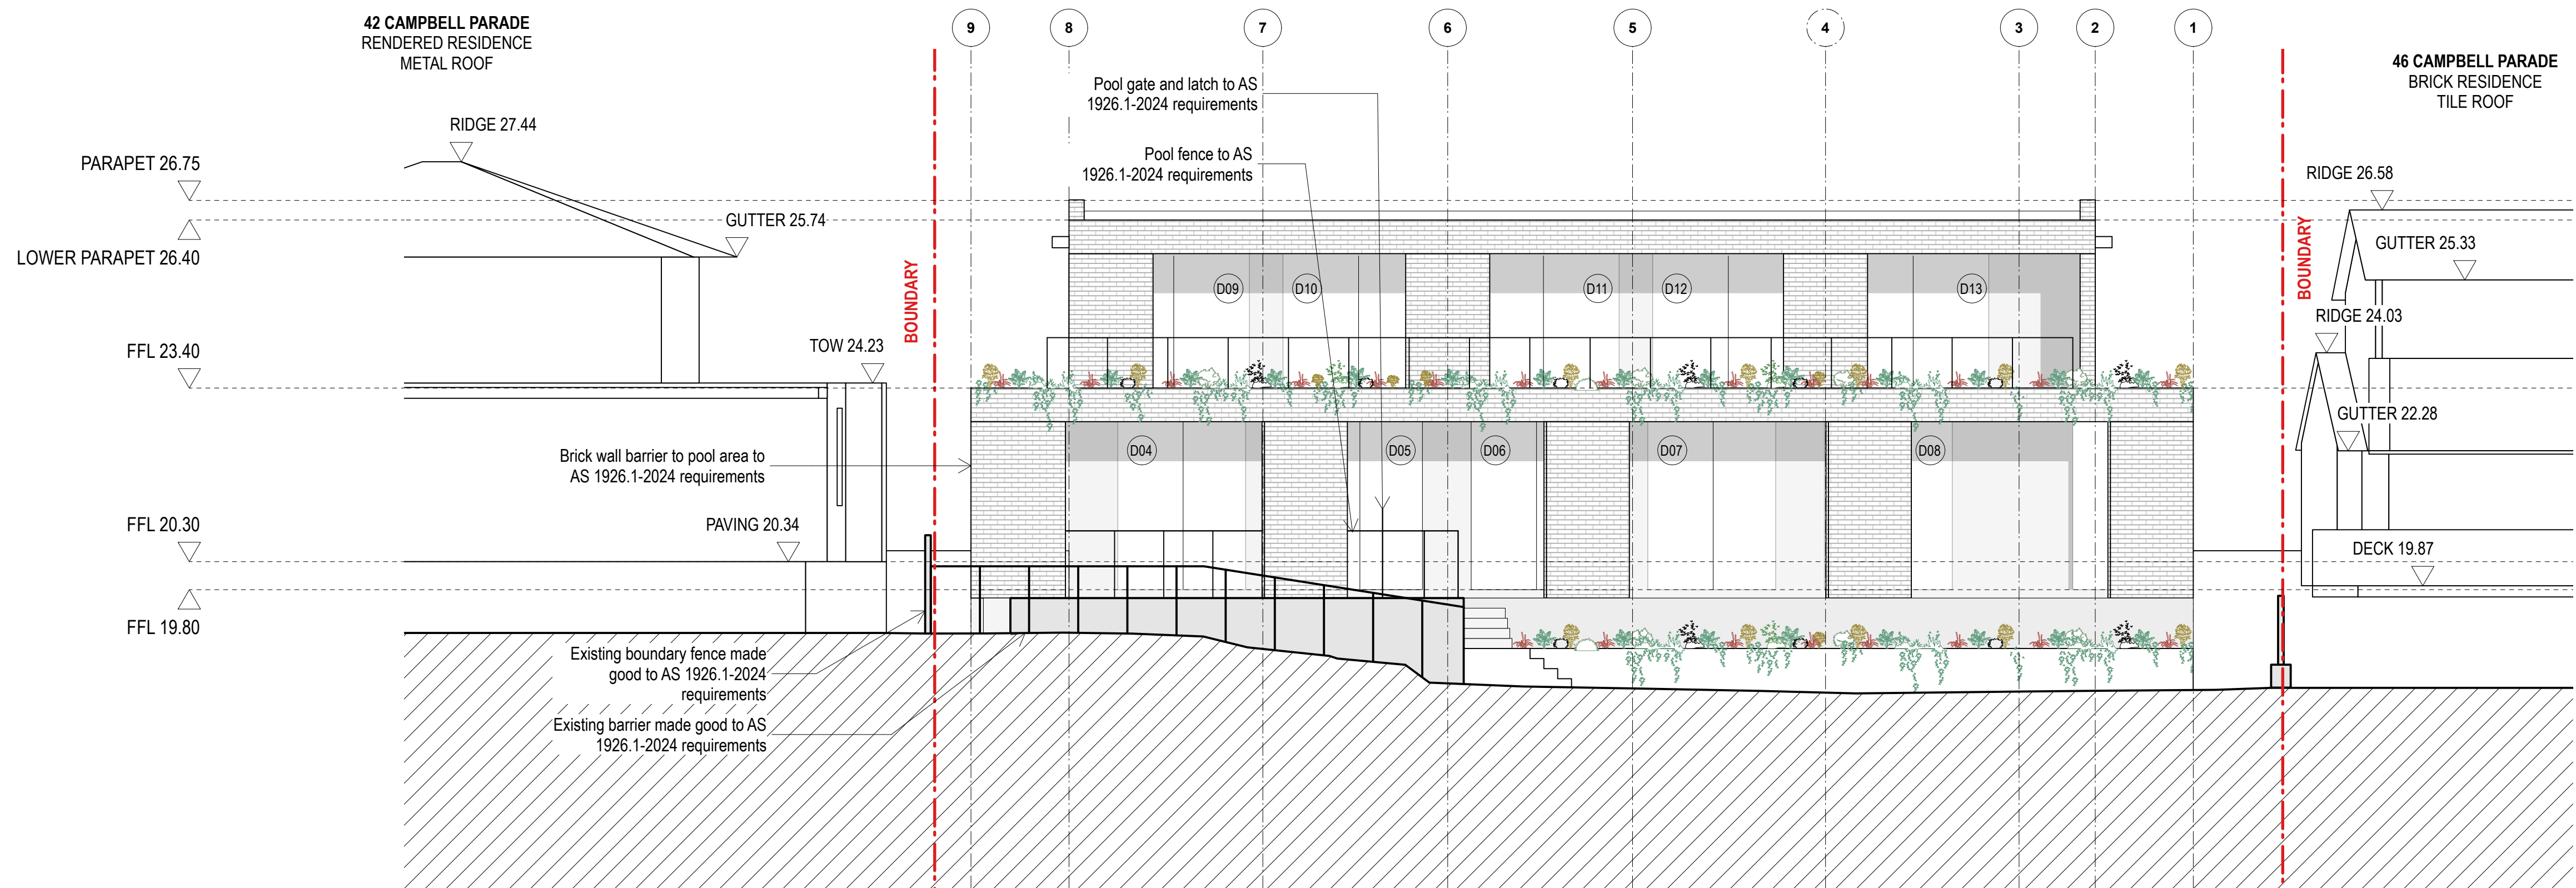 42 CAMPBELL PARADE
RENDERED RESIDENCE
METAL ROOF
9
8
7
6
5
4
3
2
1
46 CAMPBELL PARADE
BRICK RESIDENCE
TILE ROOF
Pool gate and latch to AS
1926.1-2024 requirements
Pool fence to AS
1926.1-2024 requirements
RIDGE 27.44
PARAPET 26.75
RIDGE 26.58
GUTTER 25.74
LOWER PARAPET 26.40
BOUNDARY
BOUNDARY
GUTTER 25.33
D09
D10
D11
D12
D13
RIDGE 24.03
TOW 24.23
FFL 23.40
GUTTER 22.28
Brick wall barrier to pool area to
AS 1926.1-2024 requirements
D04
D05
D06
D07
D08
FFL 20.30
PAVING 20.34
DECK 19.87
FFL 19.80
Existing boundary fence made
good to AS 1926.1-2024
requirements
Existing barrier made good to AS
1926.1-2024 requirements